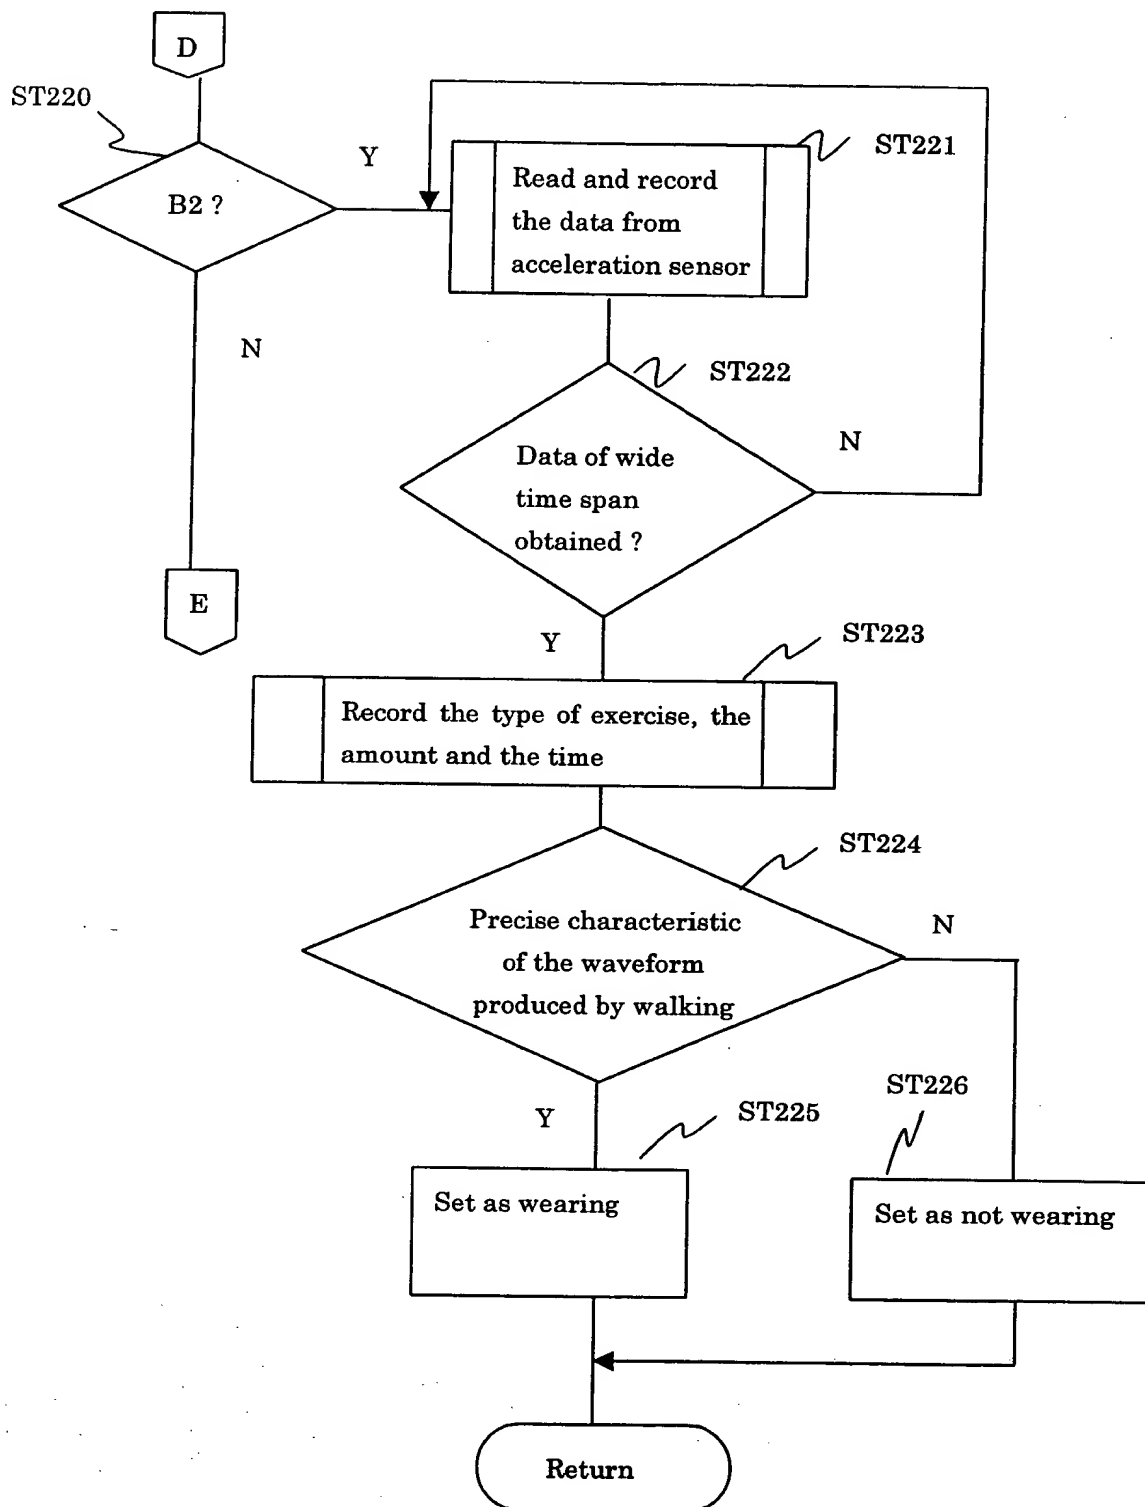 D
ST220
B2 ?
Y
ST221
Read and record
the data from
acceleration sensor
N
ST222
Data of wide
time span
obtained ?
N
E
Y
ST223
Record the type of exercise, the
amount and the time
ST224
Precise characteristic
of the waveform
produced by walking
N
Y
ST225
ST226
Set as wearing
Set as not wearing
Return